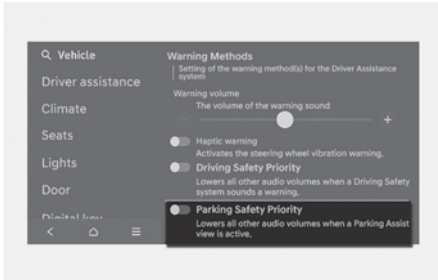 Vehicle
Driver assistance
Climate
Seats
Lights
Door
Digital key
Warning Methods
Setting of the warning method(s) for the Driver Assistance
system
Warning volume
The volume of the warning sound
− +
Haptic warning
Activates the steering wheel vibration warning.
Driving Safety Priority
Lowers all other audio volumes when a Driving Safety
system sounds a warning.
Parking Safety Priority
Lowers all other audio volumes when a Parking Assist
view is active.